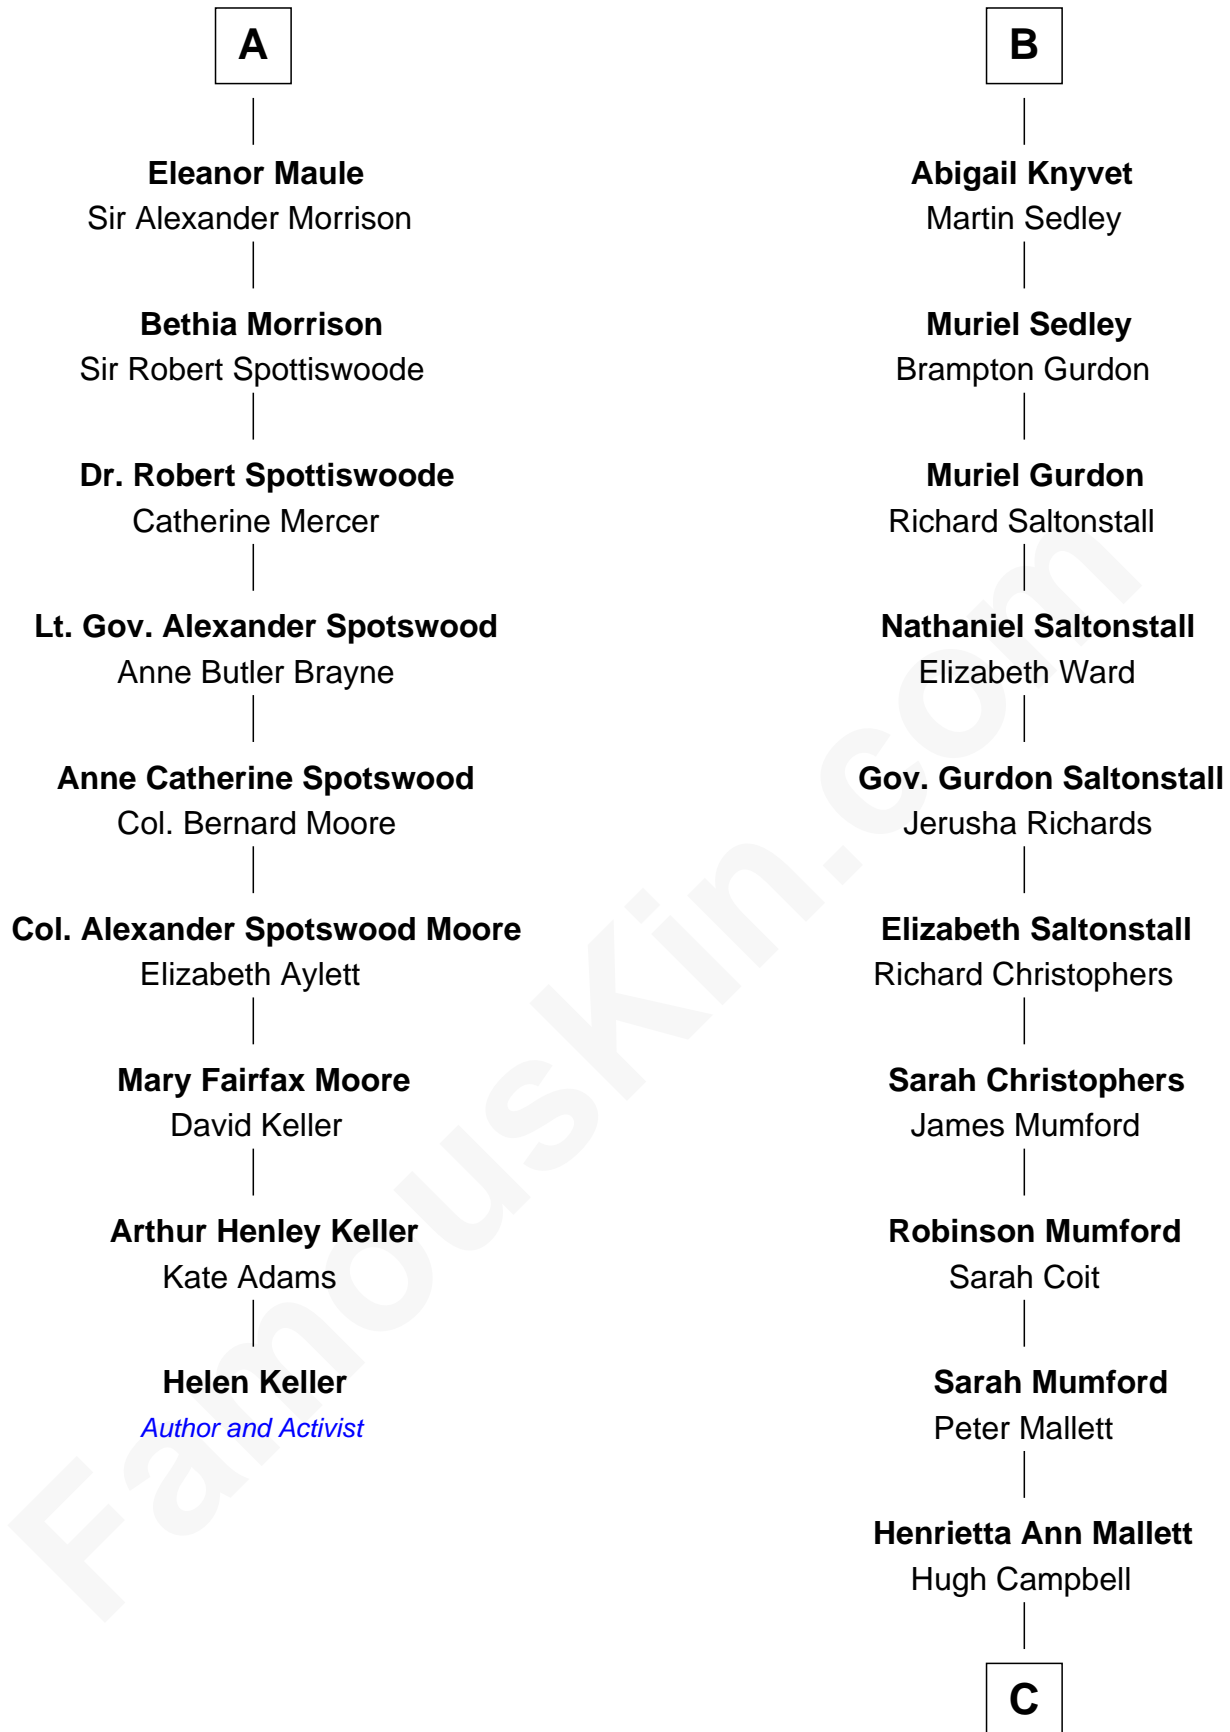 A
Eleanor Maule
Sir Alexander Morrison
Bethia Morrison
Sir Robert Spottiswoode
Dr. Robert Spottiswoode
Catherine Mercer
Lt. Gov. Alexander Spotswood
Anne Butler Brayne
Anne Catherine Spotswood
Col. Bernard Moore
Col. Alexander Spotswood Moore
Elizabeth Aylett
Mary Fairfax Moore
David Keller
Arthur Henley Keller
Kate Adams
Helen Keller
Author and Activist
B
Abigail Knyvet
Martin Sedley
Muriel Sedley
Brampton Gurdon
Muriel Gurdon
Richard Saltonstall
Nathaniel Saltonstall
Elizabeth Ward
Gov. Gurdon Saltonstall
Jerusha Richards
Elizabeth Saltonstall
Richard Christophers
Sarah Christophers
James Mumford
Robinson Mumford
Sarah Coit
Sarah Mumford
Peter Mallett
Henrietta Ann Mallett
Hugh Campbell
C
FamousKin.com